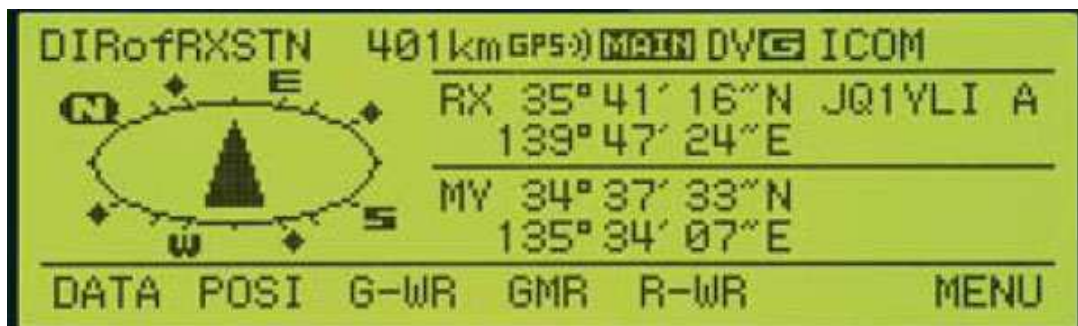 DIRofRXSTN 401km GPS MAIN DV G ICOM
N E
RX 35°41′16″N JQ1YLI A
139°47′24″E
MY 34°37′33″N
135°34′07″E
W S
DATA POSI G-WR GMR R-WR MENU